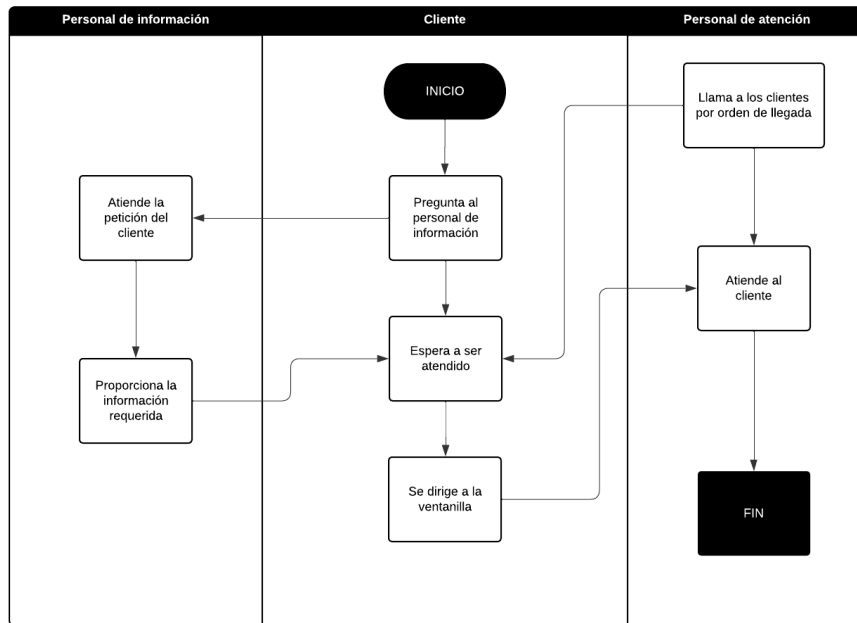 Personal de información
Cliente
Personal de atención
INICIO
Llama a los clientes
por orden de llegada
Atiende la
petición del
cliente
Pregunta al
personal de
información
Atiende al
cliente
Espera a ser
atendido
Proporciona la
información
requerida
Se dirige a la
ventanilla
FIN